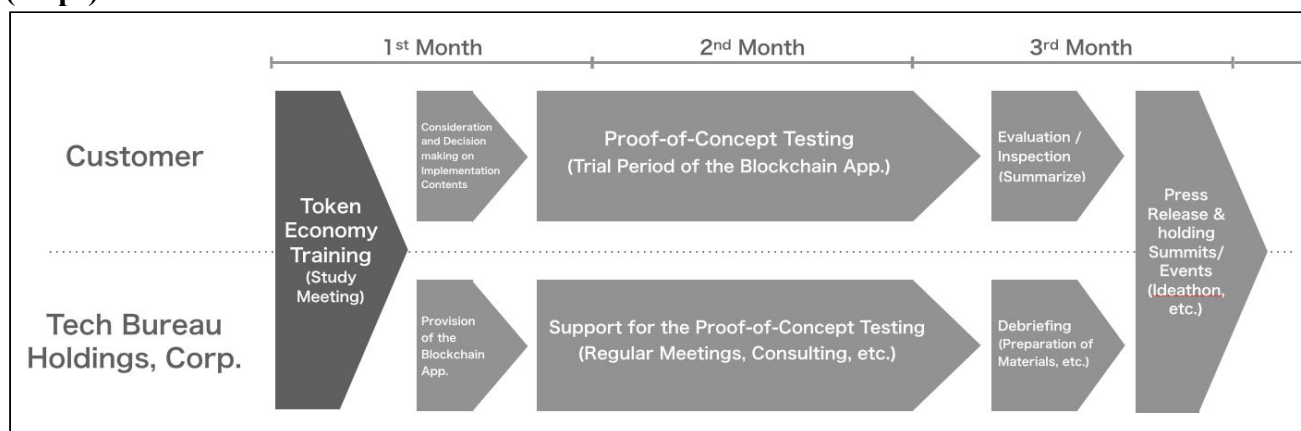 1st Month
2nd Month
3rd Month
Customer
Token
Economy
Training
(Study
Meeting)
Consideration
and Decision
making on
Implementation
Contents
Proof-of-Concept Testing
(Trial Period of the Blockchain App.)
Evaluation /
Inspection
(Summarize)
Press
Release &
holding
Summits/
Events
(Ideathon,
etc.)
Tech Bureau
Holdings, Corp.
Provision
of the
Blockchain
App.
Support for the Proof-of-Concept Testing
(Regular Meetings, Consulting, etc.)
Debriefing
(Preparation of
Materials, etc.)